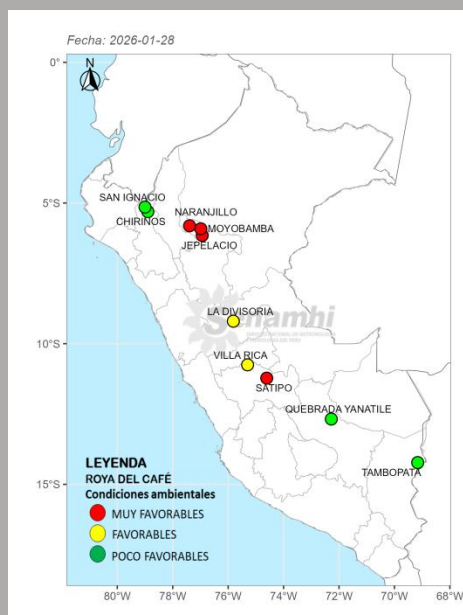 Fecha: 2026-01-28
N
0°
5°S
10°S
15°S
SAN IGNACIO
CHIRINOS
NARANJILLO
MOYOBAMBA
JEPELACIO
LA DIVISORIA
Senamhi
VILLA RICA
SATIPO
QUEBRADA YANATILE
TAMBOPATA
LEYENDA
ROYA DEL CAFÉ
Condiciones ambientales
MUY FAVORABLES
FAVORABLES
POCO FAVORABLES
80°W 78°W 76°W 74°W 72°W 70°W 68°W